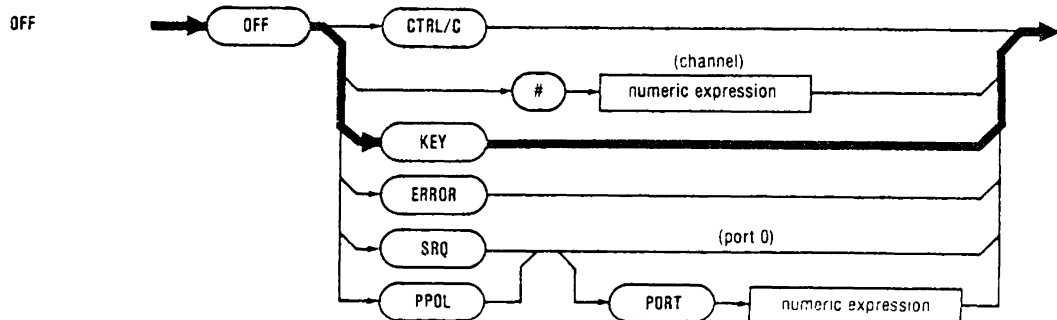 OFF
OFF
CTRL/C
(channel)
#
numeric expression
KEY
ERROR
SRQ
(port 0)
PPOL
PORT
numeric expression